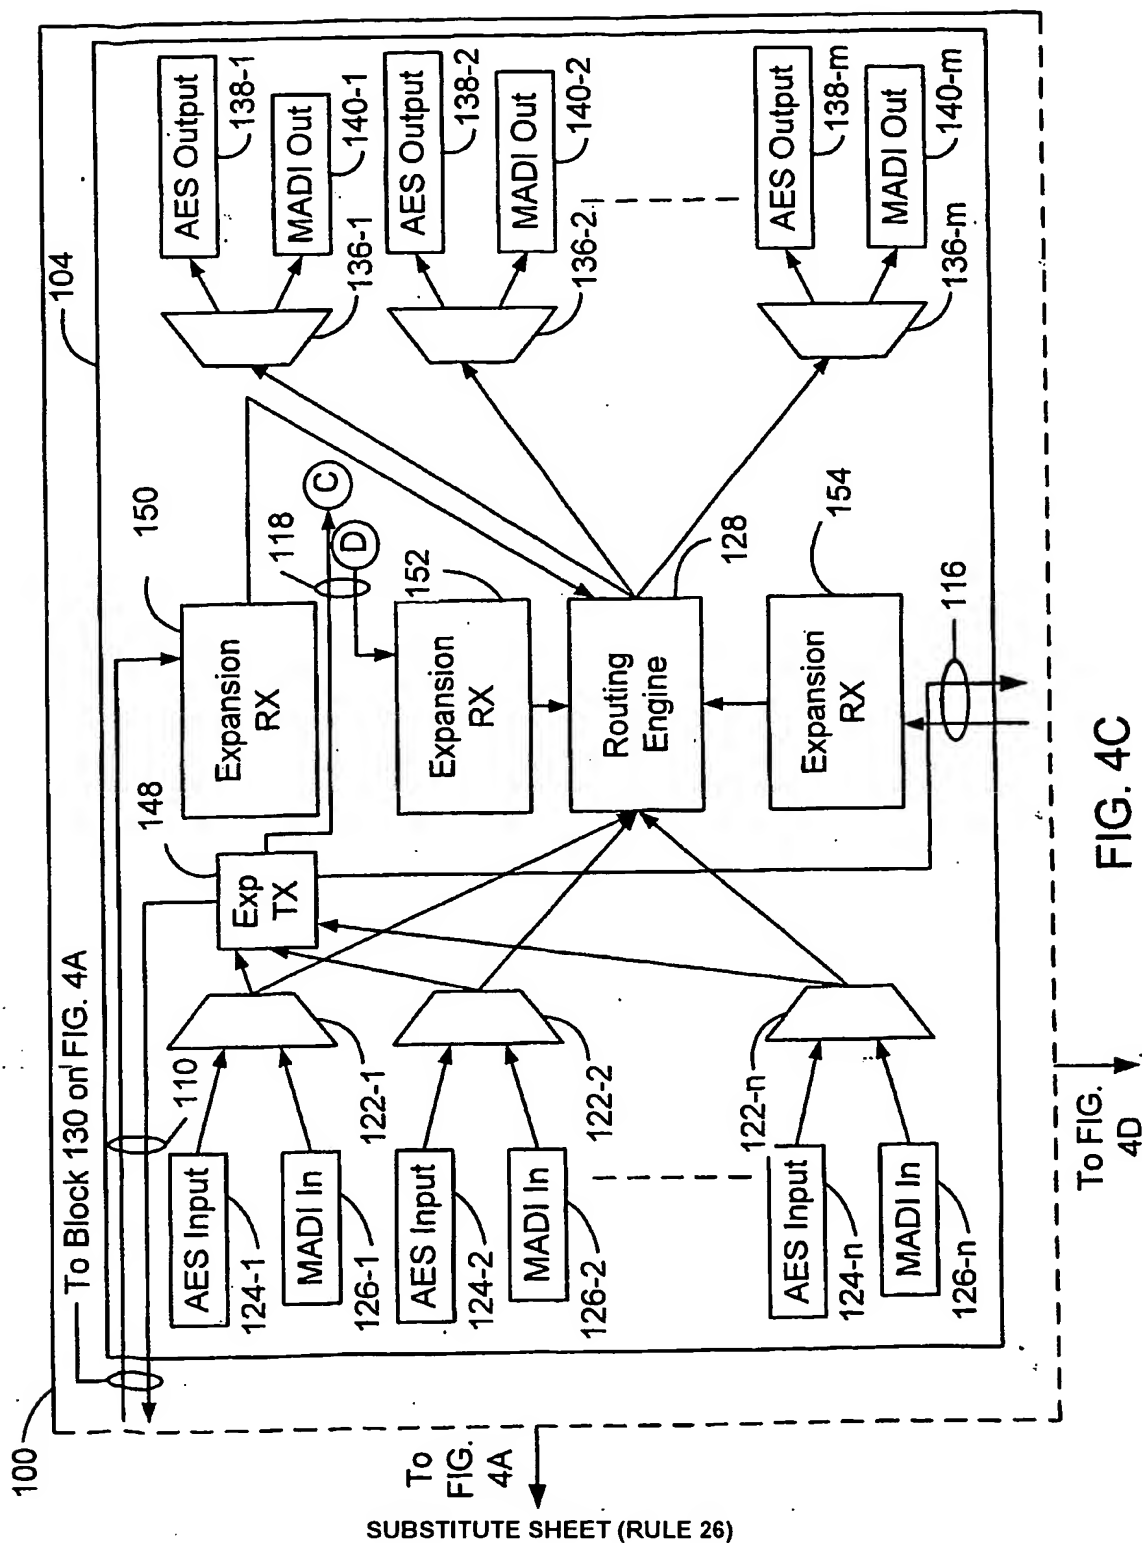 100
To Block 130 on FIG. 4A
110
104
AES Input
124-1
MADI In
126-1
122-1
AES Input
124-2
MADI In
126-2
122-2
AES Input
124-n
MADI In
126-n
122-n
Exp
TX
148
Expansion
RX
150
118
C
D
Expansion
RX
152
Routing
Engine
128
Expansion
RX
154
116
136-1
AES Output
138-1
MADI Out
140-1
136-2
AES Output
138-2
MADI Out
140-2
136-m
AES Output
138-m
MADI Out
140-m
To
FIG.
4A
To FIG.
4D
FIG. 4C
SUBSTITUTE SHEET (RULE 26)